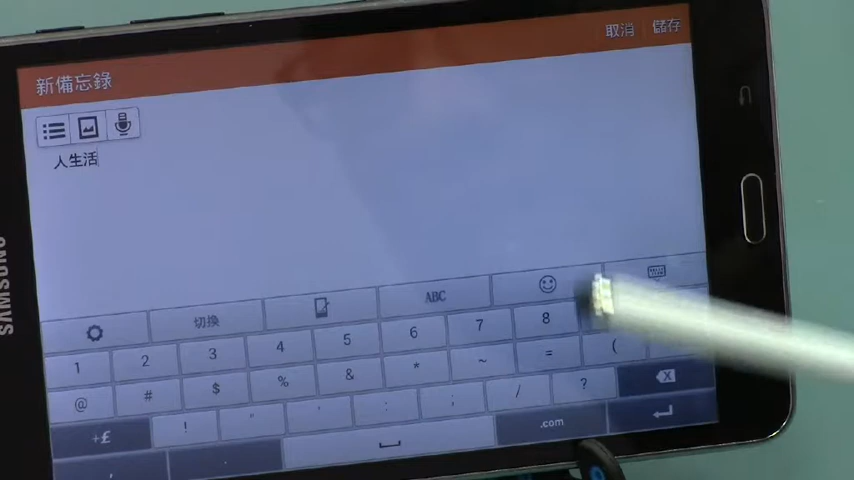 新備忘錄
取消
儲存
人生活
切換
ABC
1 2 3 4 5 6 7 8
@ # $ % & * ~ = (
+£ ! " ' : ; / ?
, . .com
SAMSUNG